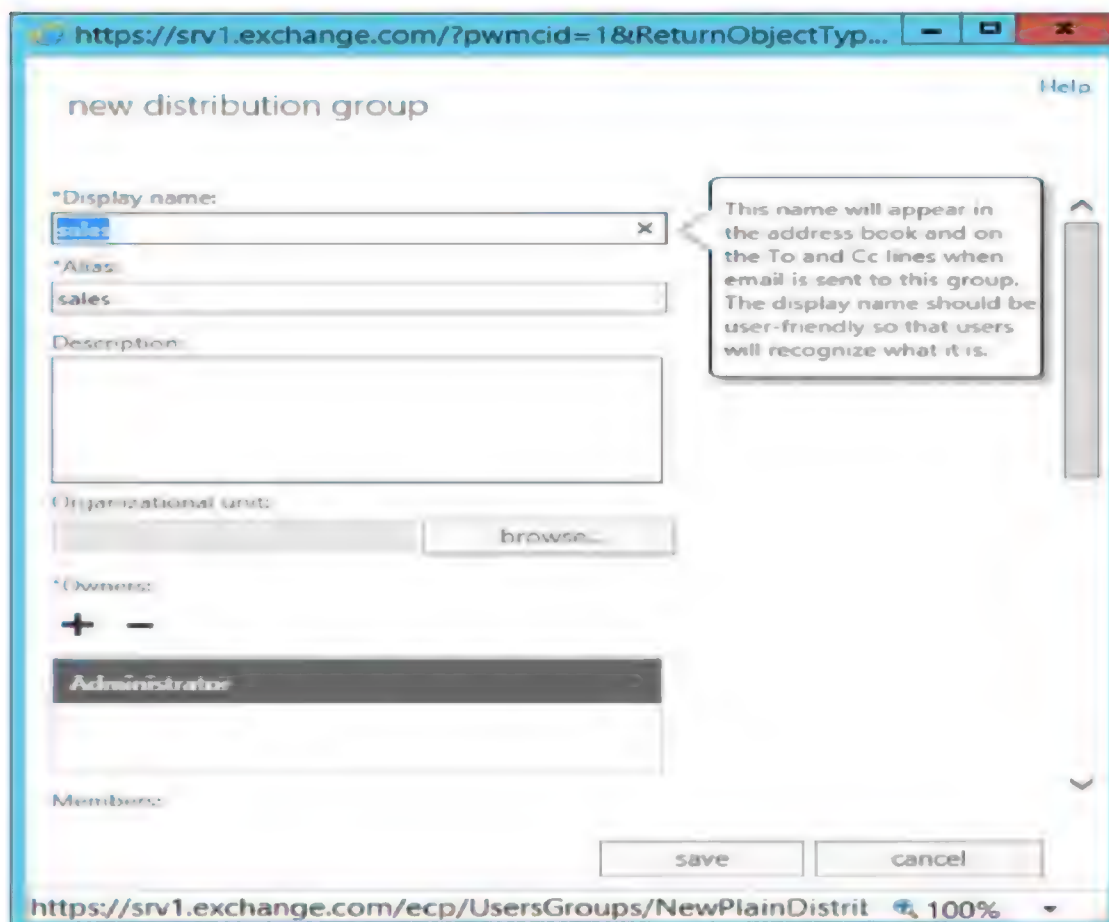 https://srv1.exchange.com/?pwmcid=1&ReturnObjectTyp...
Help
new distribution group
*Display name:
sales
This name will appear in
the address book and on
the To and Cc lines when
email is sent to this group.
The display name should be
user-friendly so that users
will recognize what it is.
*Alias:
sales
Description:
Organizational unit:
browse...
*Owners:
Administrator
Members:
save
cancel
https://srv1.exchange.com/ecp/UsersGroups/NewPlainDistrit
100%